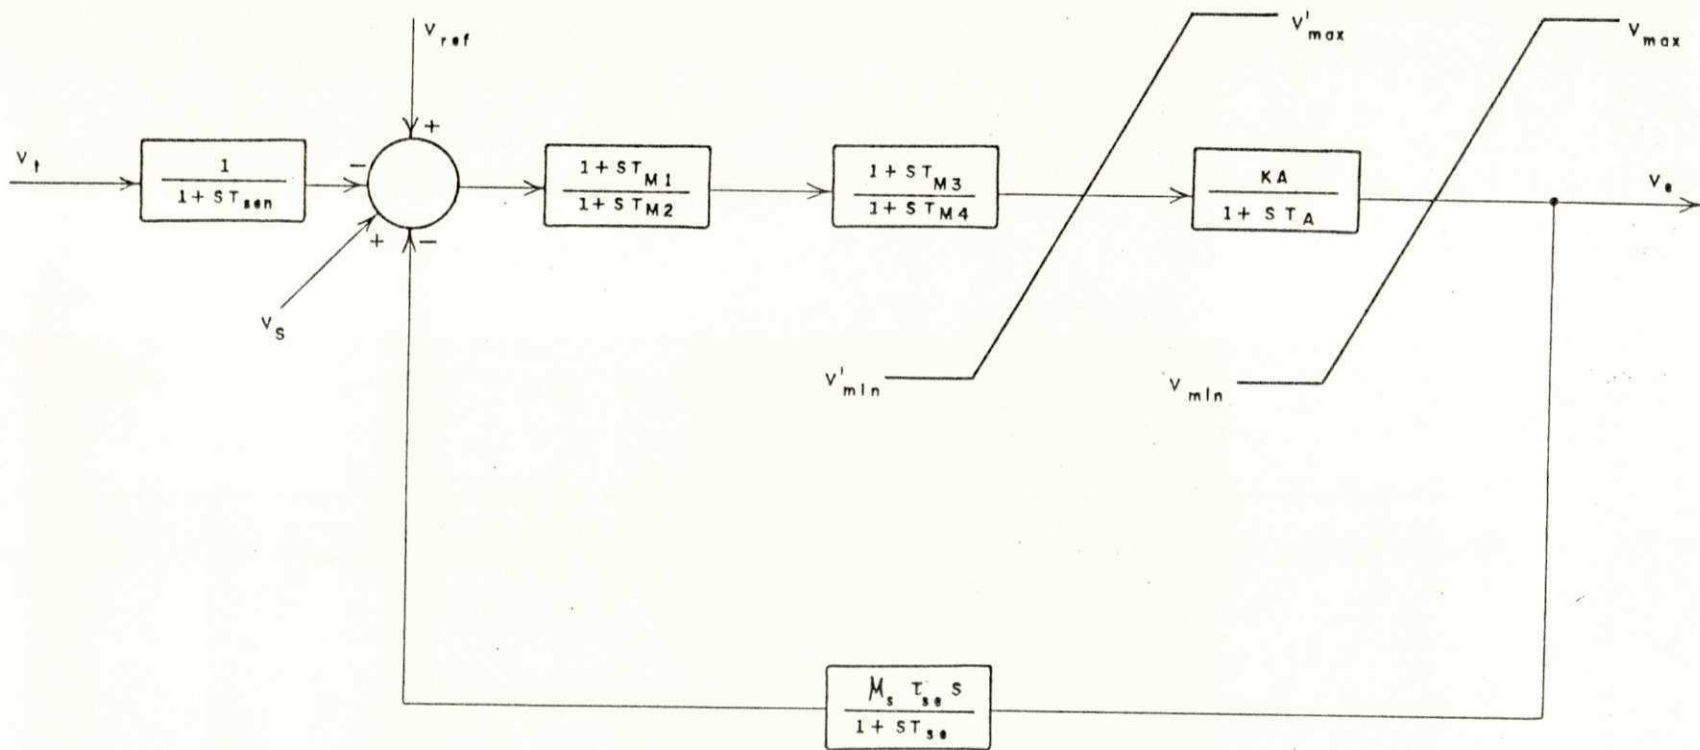 V_ref
V'_max
V_max
+
V_t
−
1
1 + ST_sen
1 + ST_M1
1 + ST_M2
1 + ST_M3
1 + ST_M4
KA
1 + ST_A
V_e
+
−
V_S
V'_min
V_min
M_s τ_se S
1 + ST_se